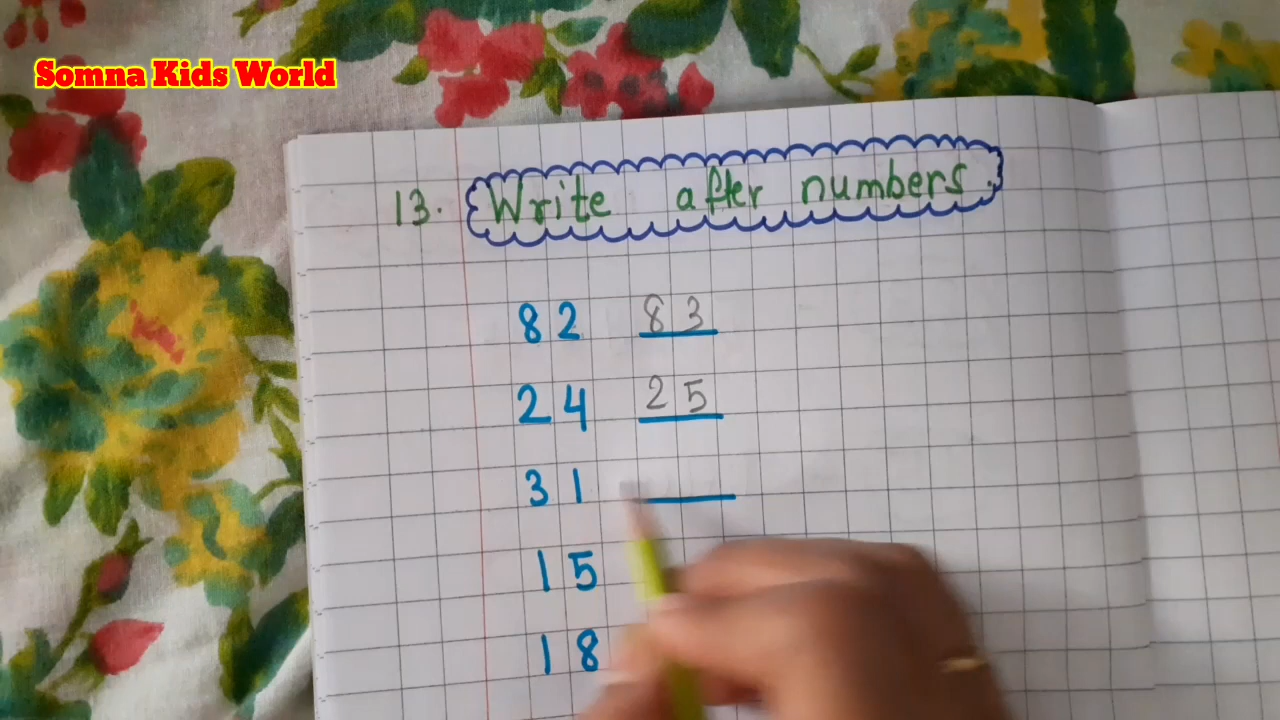 Somna Kids World
13. Write after numbers.
82 83
24 25
31
15
18